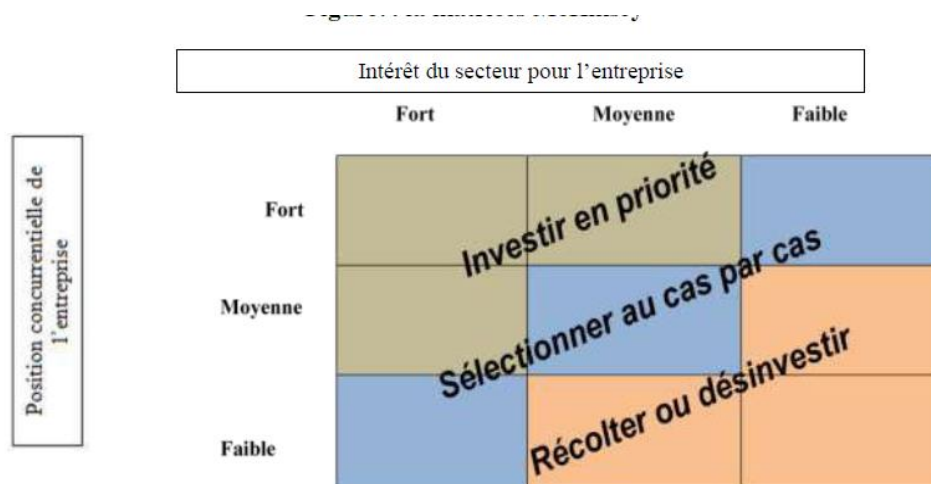 Intérêt du secteur pour l'entreprise
Fort Moyenne Faible
Position concurrentielle de
l'entreprise
Fort
Moyenne
Faible
Investir en priorité
Sélectionner au cas par cas
Récolter ou désinvestir